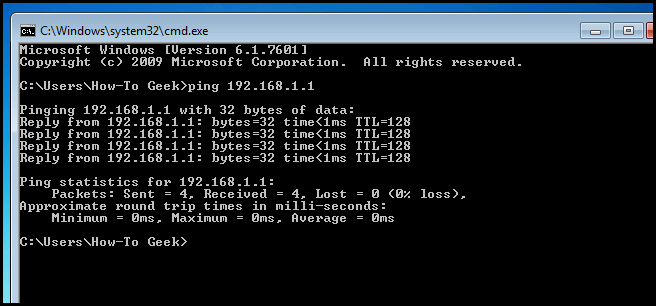 C:\Windows\system32\cmd.exe
Microsoft Windows [Version 6.1.7601]
Copyright (c) 2009 Microsoft Corporation.  All rights reserved.
C:\Users\How-To Geek>ping 192.168.1.1
Pinging 192.168.1.1 with 32 bytes of data:
Reply from 192.168.1.1: bytes=32 time<1ms TTL=128
Reply from 192.168.1.1: bytes=32 time<1ms TTL=128
Reply from 192.168.1.1: bytes=32 time<1ms TTL=128
Reply from 192.168.1.1: bytes=32 time<1ms TTL=128
Ping statistics for 192.168.1.1:
    Packets: Sent = 4, Received = 4, Lost = 0 (0% loss),
Approximate round trip times in milli-seconds:
    Minimum = 0ms, Maximum = 0ms, Average = 0ms
C:\Users\How-To Geek>